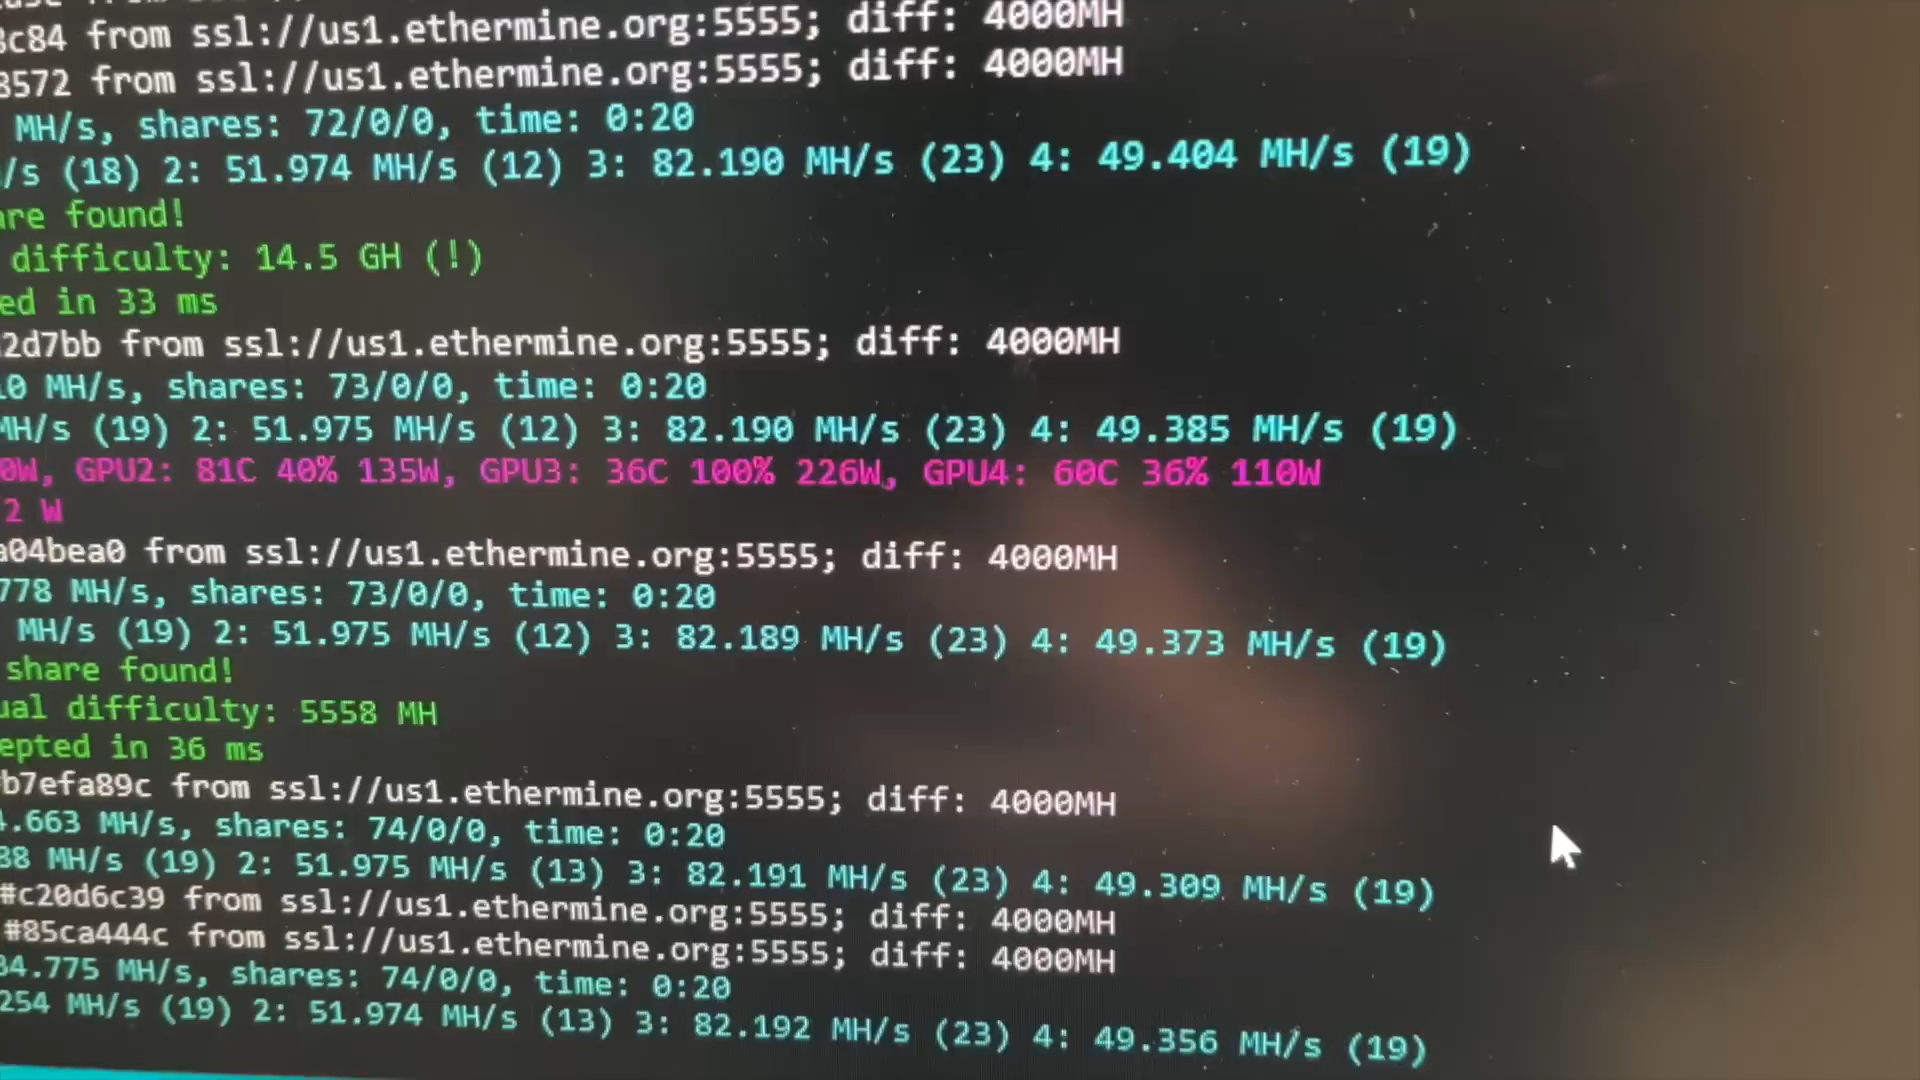 8c84 from ssl://us1.ethermine.org:5555; diff: 4000MH
8572 from ssl://us1.ethermine.org:5555; diff: 4000MH
MH/s, shares: 72/0/0, time: 0:20
/s (18) 2: 51.974 MH/s (12) 3: 82.190 MH/s (23) 4: 49.404 MH/s (19)
are found!
difficulty: 14.5 GH (!)
ed in 33 ms
2d7bb from ssl://us1.ethermine.org:5555; diff: 4000MH
0 MH/s, shares: 73/0/0, time: 0:20
MH/s (19) 2: 51.975 MH/s (12) 3: 82.190 MH/s (23) 4: 49.385 MH/s (19)
0W, GPU2: 81C 40% 135W, GPU3: 36C 100% 226W, GPU4: 60C 36% 110W
2 W
a04bea0 from ssl://us1.ethermine.org:5555; diff: 4000MH
778 MH/s, shares: 73/0/0, time: 0:20
MH/s (19) 2: 51.975 MH/s (12) 3: 82.189 MH/s (23) 4: 49.373 MH/s (19)
share found!
ual difficulty: 5558 MH
epted in 36 ms
b7efa89c from ssl://us1.ethermine.org:5555; diff: 4000MH
.663 MH/s, shares: 74/0/0, time: 0:20
38 MH/s (19) 2: 51.975 MH/s (13) 3: 82.191 MH/s (23) 4: 49.309 MH/s (19)
#c20d6c39 from ssl://us1.ethermine.org:5555; diff: 4000MH
#85ca444c from ssl://us1.ethermine.org:5555; diff: 4000MH
34.775 MH/s, shares: 74/0/0, time: 0:20
254 MH/s (19) 2: 51.974 MH/s (13) 3: 82.192 MH/s (23) 4: 49.356 MH/s (19)